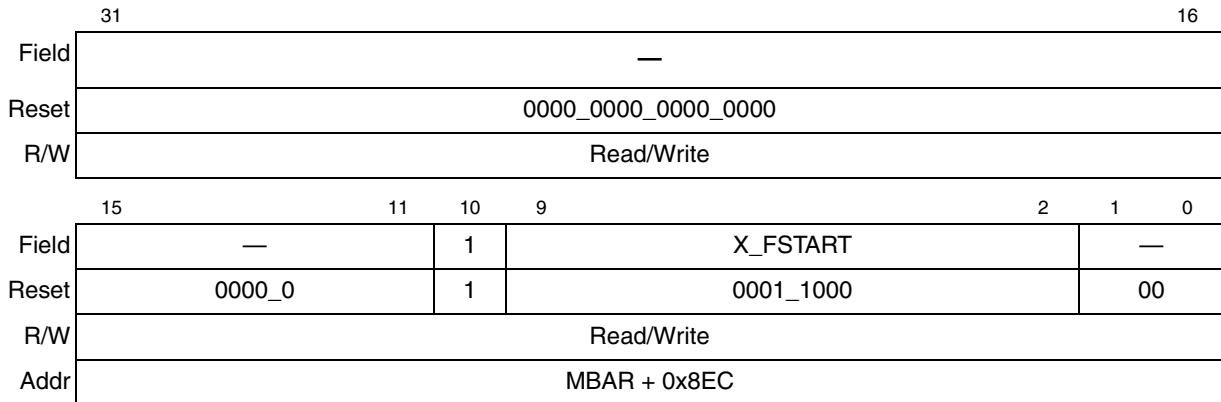 31 16
Field —
Reset 0000_0000_0000_0000
R/W Read/Write
15 11 10 9 2 1 0
Field — 1 X_FSTART —
Reset 0000_0 1 0001_1000 00
R/W Read/Write
Addr MBAR + 0x8EC